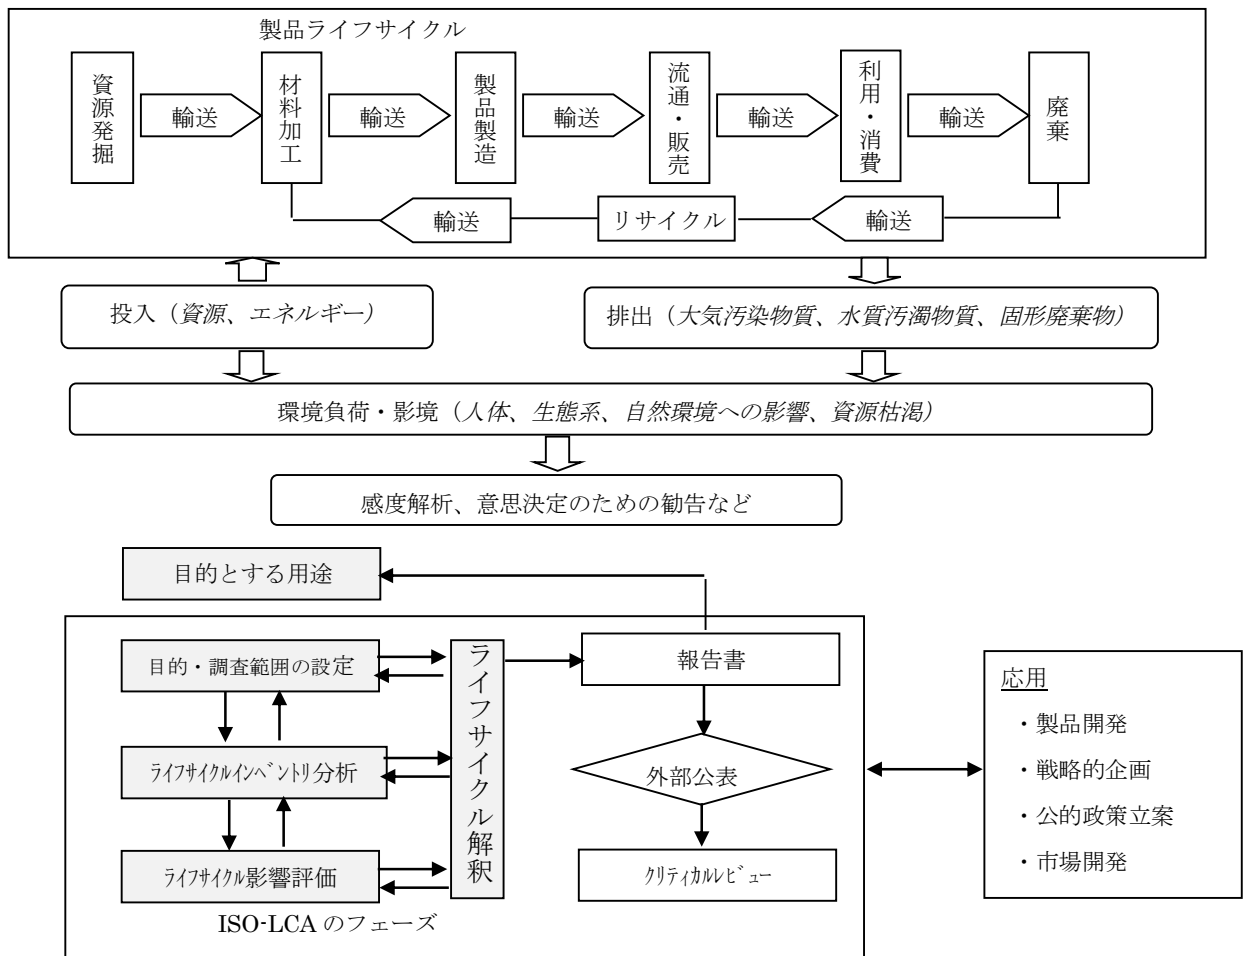 製品ライフサイクル
資源発掘
輸送
材料加工
輸送
製品製造
輸送
流通・販売
輸送
利用・消費
輸送
廃棄
輸送
リサイクル
輸送
投入（資源、エネルギー）
排出（大気汚染物質、水質汚濁物質、固形廃棄物）
環境負荷・影境（人体、生態系、自然環境への影響、資源枯渇）
感度解析、意思決定のための勧告など
目的とする用途
目的・調査範囲の設定
ﾗｲﾌｻｲｸﾙｲﾝﾍﾞﾝﾄﾘ分析
ﾗｲﾌｻｲｸﾙ影響評価
ライフサイクル解釈
報告書
外部公表
ｸﾘﾃｨｶﾙﾚﾋﾞｭｰ
ISO-LCA のフェーズ
応用
・製品開発
・戦略的企画
・公的政策立案
・市場開発